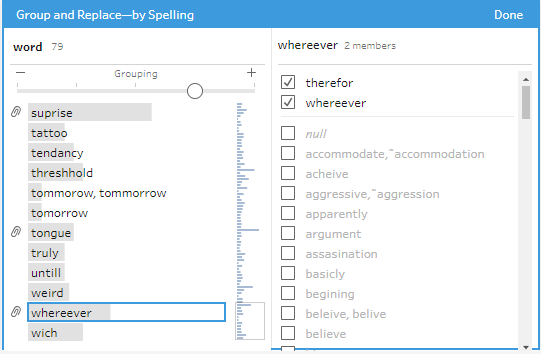 Group and Replace—by Spelling Done
word 79
Grouping
suprise
tattoo
tendancy
threshhold
tommorow, tommorrow
tomorrow
tongue
truly
untill
weird
whereever
wich
whereever 2 members
therefor
whereever
null
accommodate,˜accommodation
acheive
aggressive,˜aggression
apparently
argument
assasination
basicly
begining
beleive, belive
believe